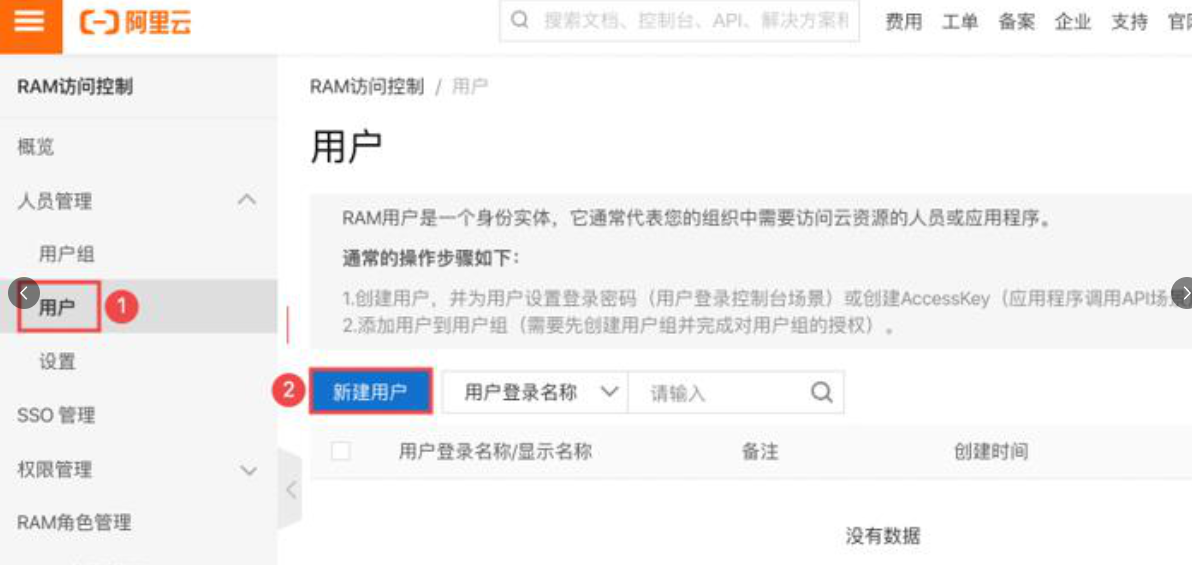 阿里云
搜索文档、控制台、API、解决方案
费用 工单 备案 企业 支持 官
RAM访问控制
RAM访问控制 / 用户
概览
用户
人员管理
RAM用户是一个身份实体，它通常代表您的组织中需要访问云资源的人员或应用程序。
用户组
通常的操作步骤如下：
用户 1
1.创建用户，并为用户设置登录密码（用户登录控制台场景）或创建AccessKey（应用程序调用API场
2.添加用户到用户组（需要先创建用户组并完成对用户组的授权）。
设置
2 新建用户 用户登录名称 请输入
SSO 管理
用户登录名称/显示名称 备注 创建时间
权限管理
RAM角色管理
没有数据